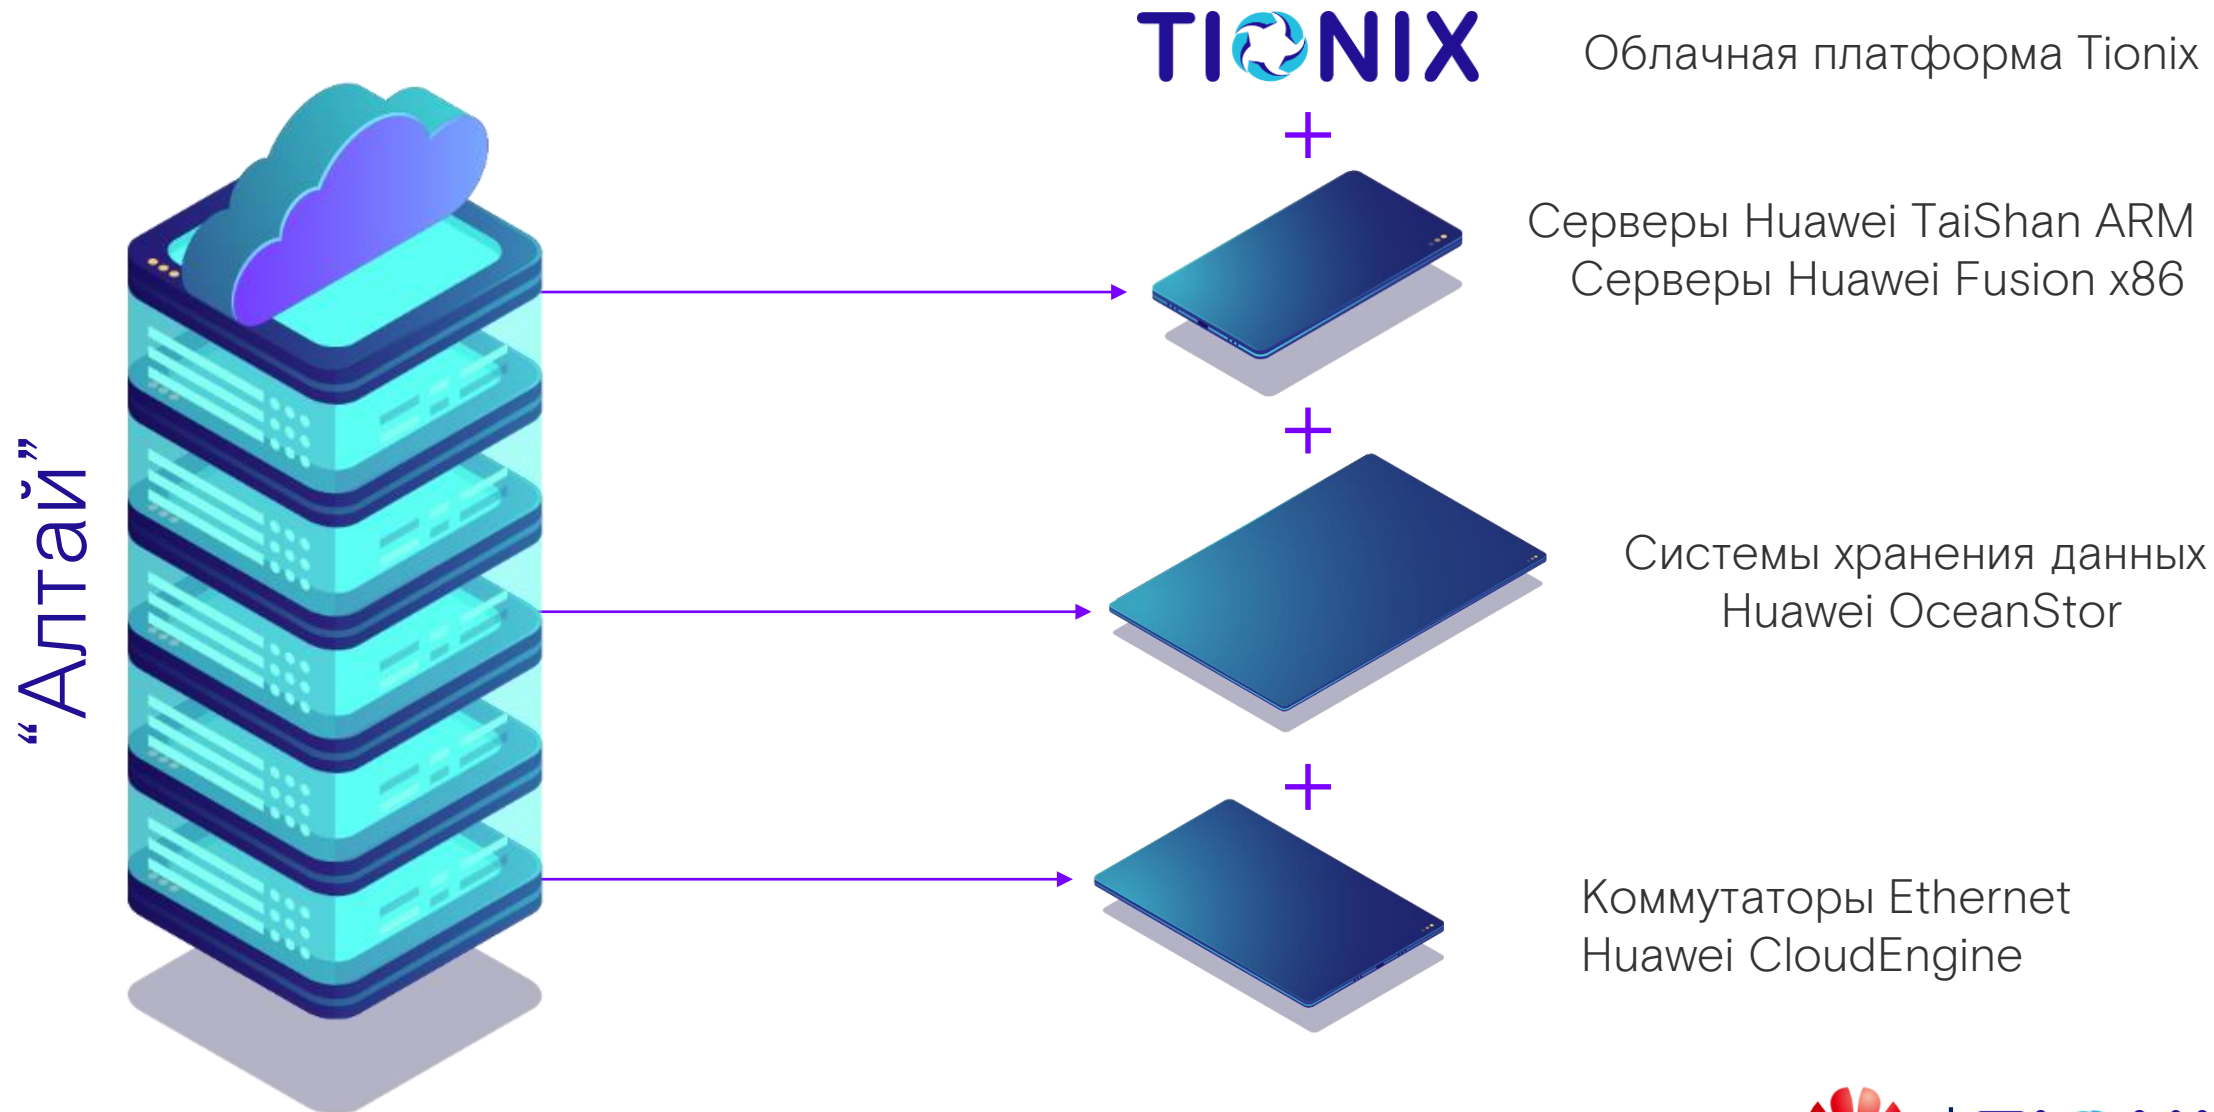 “Алтай”
TIONIX
Облачная платформа Tionix
Серверы Huawei TaiShan ARM
Серверы Huawei Fusion x86
Системы хранения данных
Huawei OceanStor
Коммутаторы Ethernet
Huawei CloudEngine